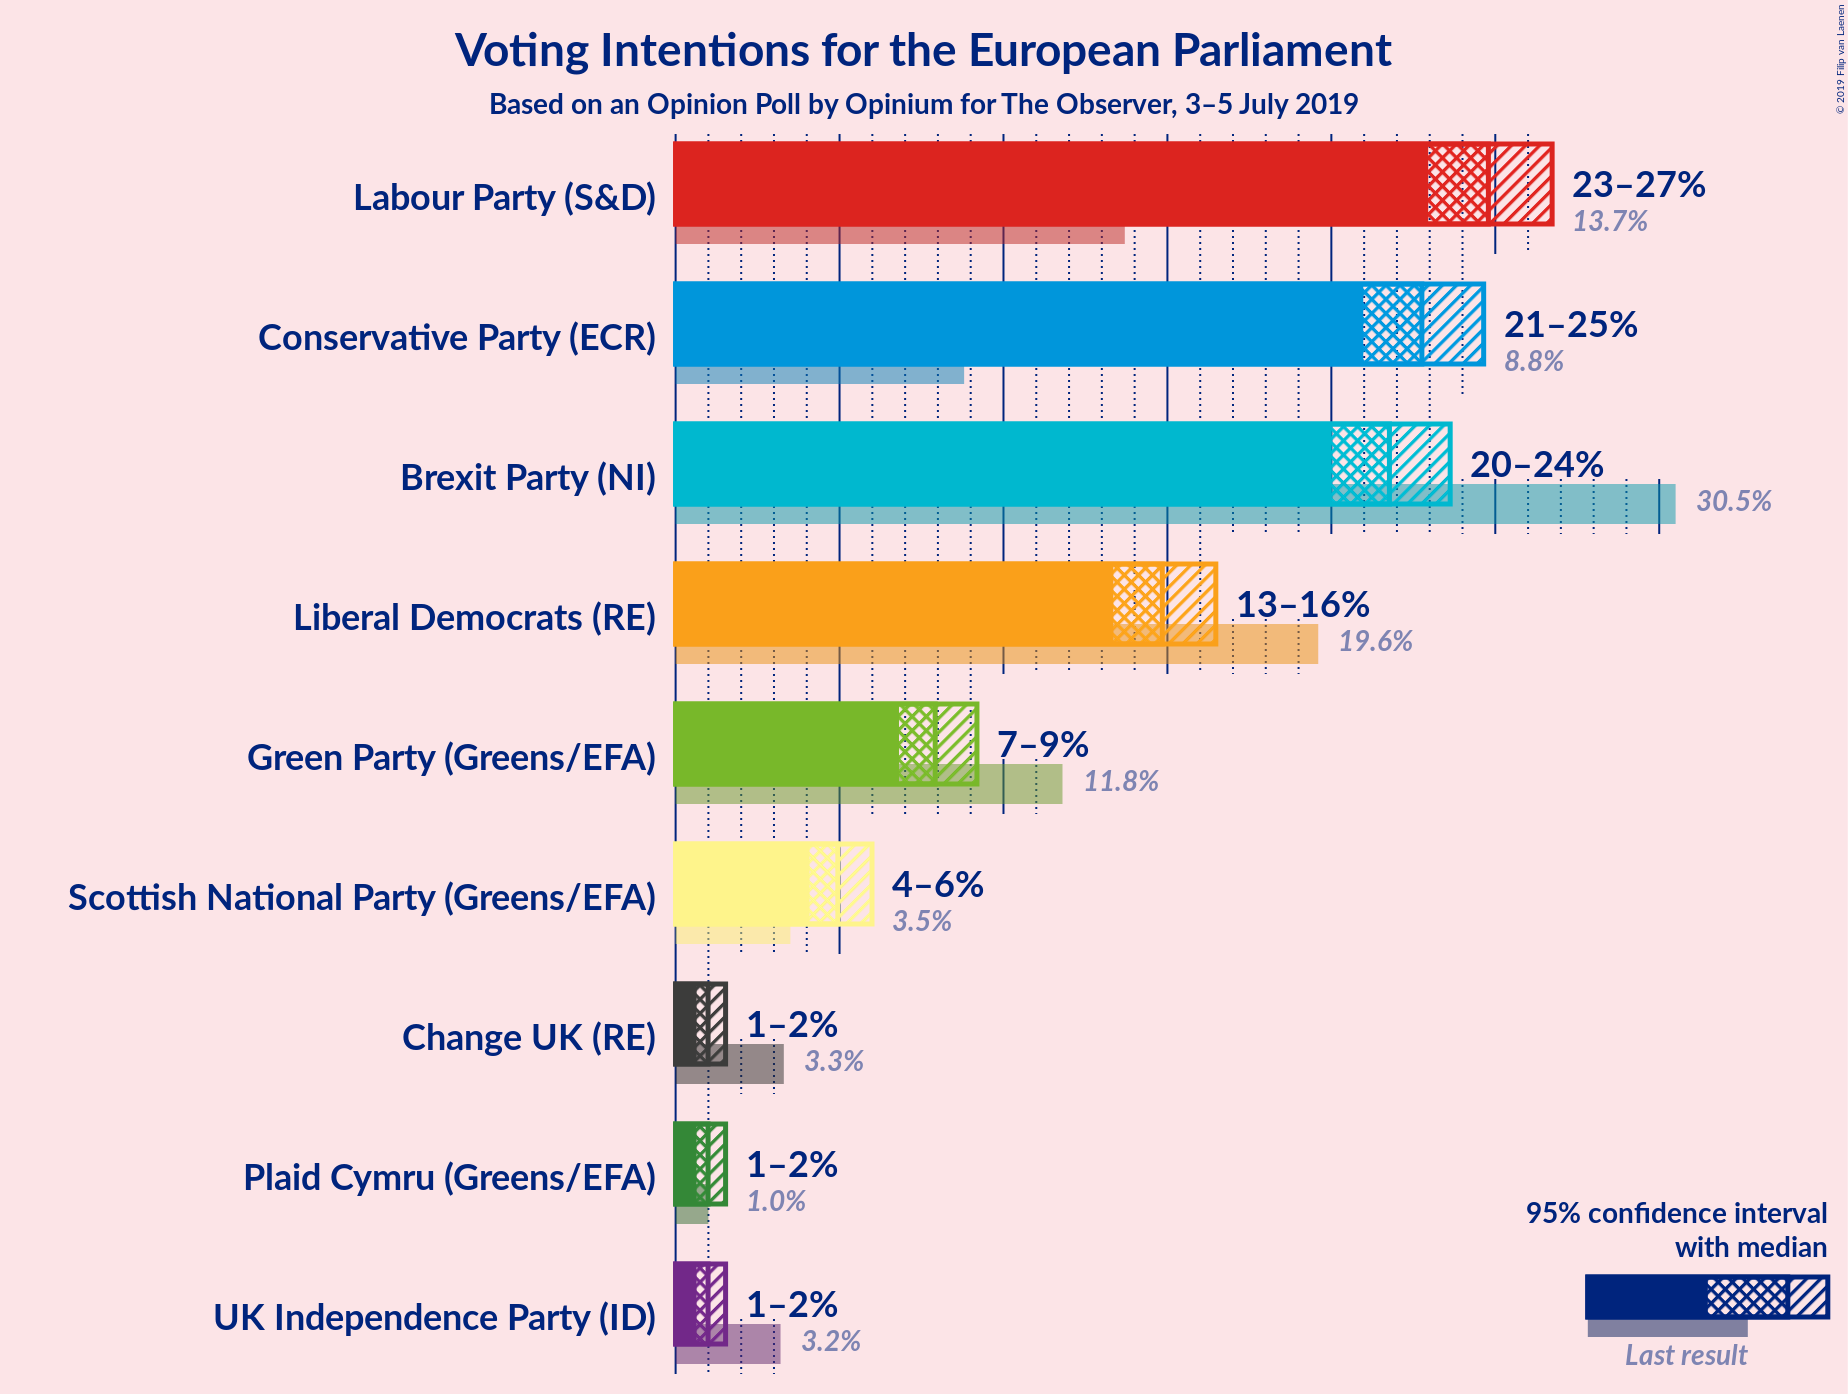 Voting Intentions for the European Parliament
Based on an Opinion Poll by Opinium for The Observer, 3–5 July 2019
© 2019 Filip van Laenen
Labour Party (S&D)
23–27%
13.7%
Conservative Party (ECR)
21–25%
8.8%
Brexit Party (NI)
20–24%
30.5%
Liberal Democrats (RE)
13–16%
19.6%
Green Party (Greens/EFA)
7–9%
11.8%
Scottish National Party (Greens/EFA)
4–6%
3.5%
Change UK (RE)
1–2%
3.3%
Plaid Cymru (Greens/EFA)
1–2%
1.0%
UK Independence Party (ID)
1–2%
3.2%
95% confidence interval
with median
Last result